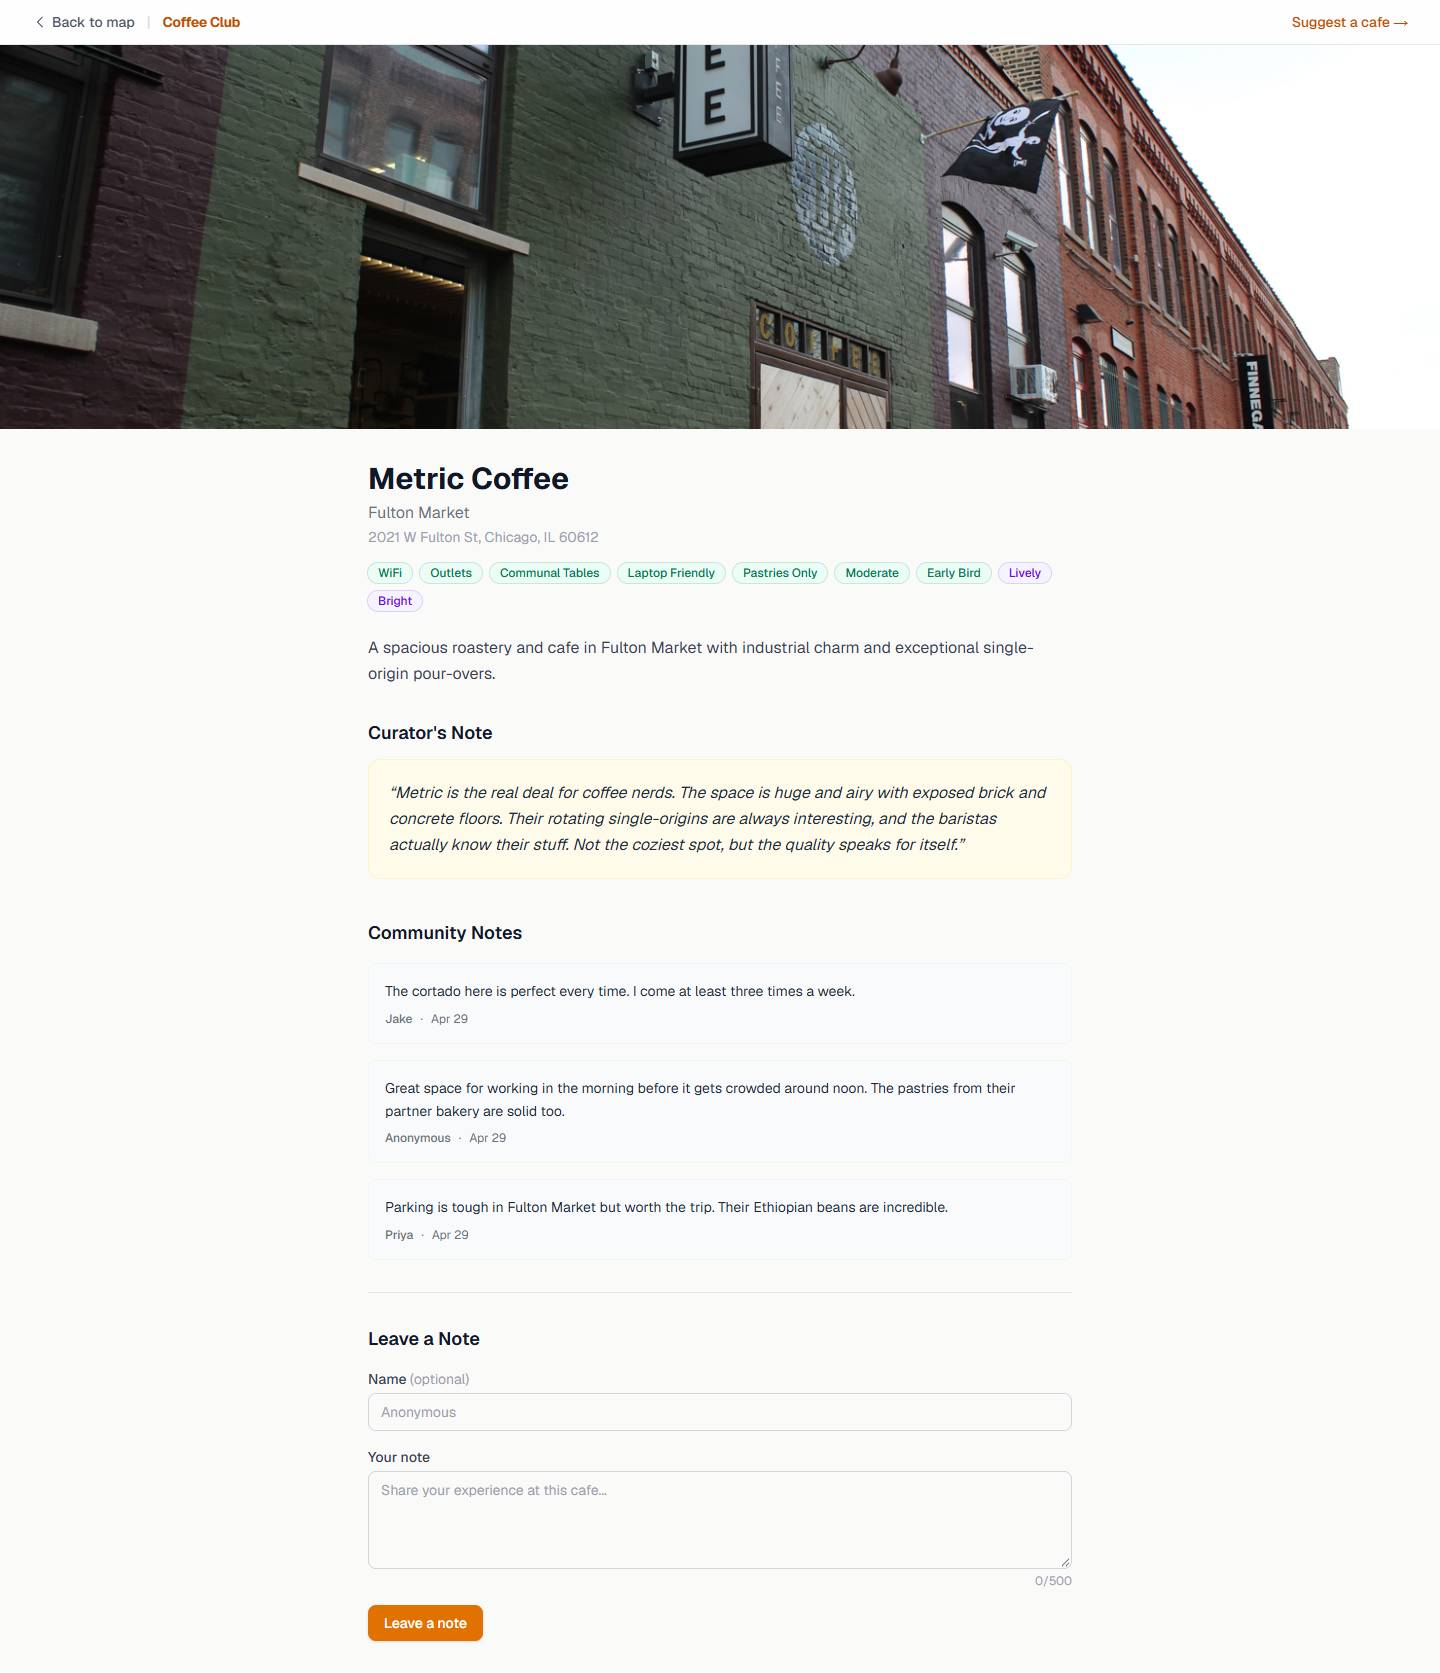 Back to map | Coffee Club
Suggest a cafe →
E
E
COFFEE
FINNEGA
Metric Coffee
Fulton Market
2021 W Fulton St, Chicago, IL 60612
WiFi
Outlets
Communal Tables
Laptop Friendly
Pastries Only
Moderate
Early Bird
Lively
Bright
A spacious roastery and cafe in Fulton Market with industrial charm and exceptional single-
origin pour-overs.
Curator's Note
“Metric is the real deal for coffee nerds. The space is huge and airy with exposed brick and
concrete floors. Their rotating single-origins are always interesting, and the baristas
actually know their stuff. Not the coziest spot, but the quality speaks for itself.”
Community Notes
The cortado here is perfect every time. I come at least three times a week.
Jake · Apr 29
Great space for working in the morning before it gets crowded around noon. The pastries from their
partner bakery are solid too.
Anonymous · Apr 29
Parking is tough in Fulton Market but worth the trip. Their Ethiopian beans are incredible.
Priya · Apr 29
Leave a Note
Name (optional)
Anonymous
Your note
Share your experience at this cafe...
0/500
Leave a note